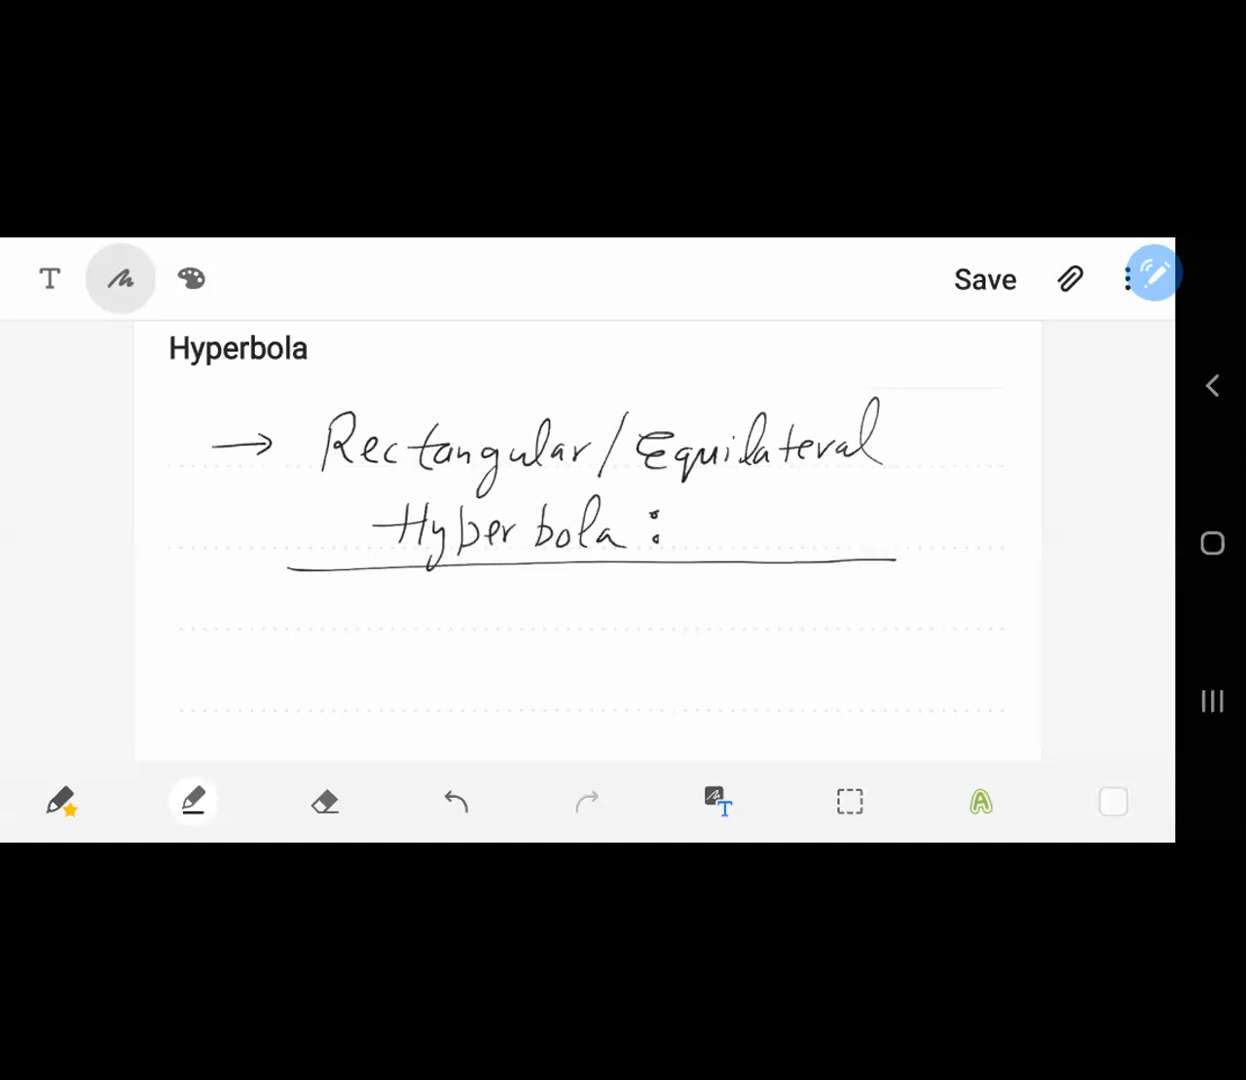 T
Save
Hyperbola
→ Rectangular/Equilateral
Hyperbola:
T
A